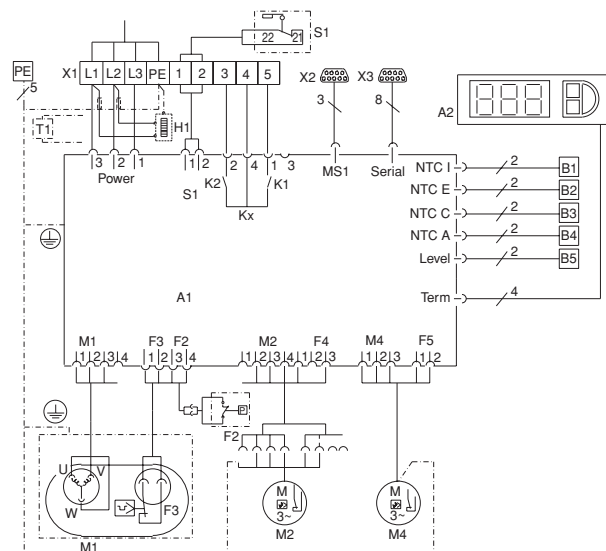 22 21 S1
PE
5
X1 L1 L2 L3 PE 1 2 3 4 5
X2
X3
A2
3
8
T1
H1
3 2 1
1 2
2 4 1 3
MS1
Serial
Power
S1
K2
K1
Kx
NTC I 2 B1
NTC E 2 B2
NTC C 2 B3
NTC A 2 B4
Level 2 B5
Term 4
A1
M1 F3 F2 M2 F4 M4 F5
1 2 3 4 1 2 3 4 1 2 3 4 1 2 3 1 2 3 1 2
P
F2
U V
W
F3
M
3~
M
3~
M1
M2
M4